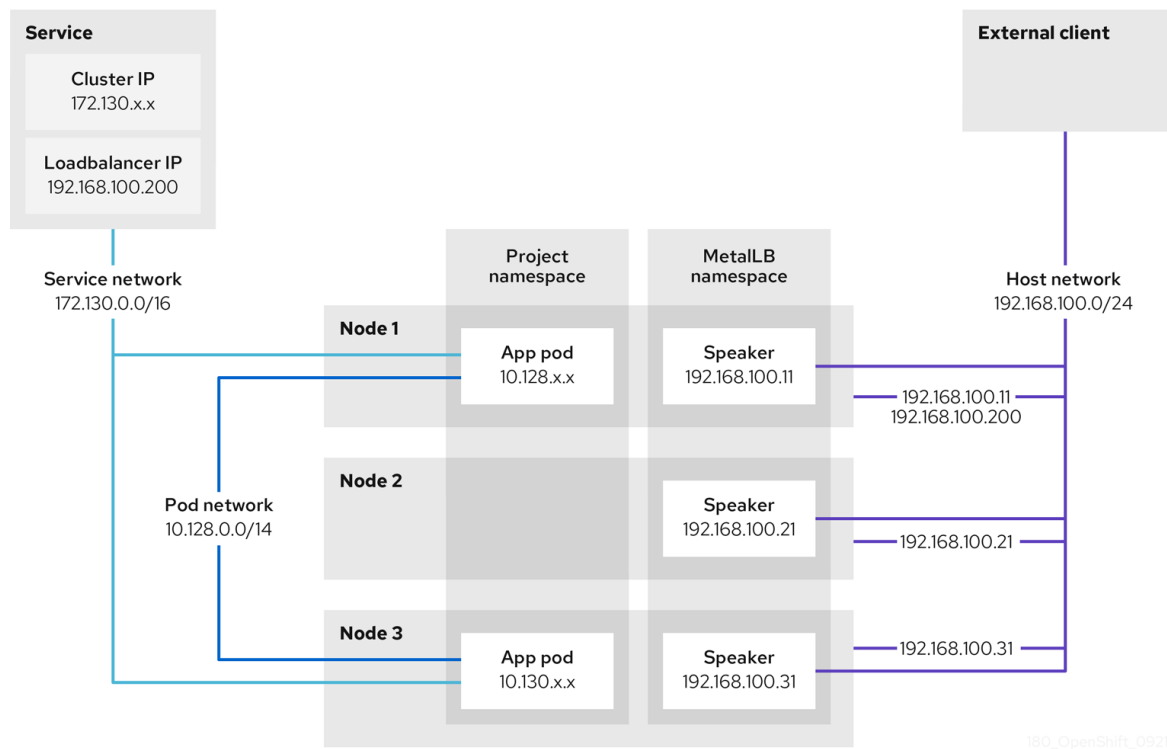 Service
Cluster IP
172.130.x.x
Loadbalancer IP
192.168.100.200
External client
Service network
172.130.0.0/16
Project
namespace
MetalLB
namespace
Host network
192.168.100.0/24
Node 1
App pod
10.128.x.x
Speaker
192.168.100.11
192.168.100.11
192.168.100.200
Node 2
Pod network
10.128.0.0/14
Speaker
192.168.100.21
192.168.100.21
Node 3
App pod
10.130.x.x
Speaker
192.168.100.31
192.168.100.31
180_OpenShift_0921